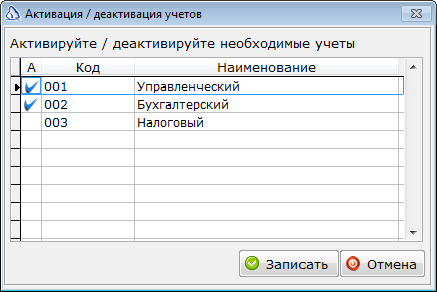 Активация / деактивация учетов
Активируйте / деактивируйте необходимые учеты
А Код Наименование
001 Управленческий
002 Бухгалтерский
003 Налоговый
Записать Отмена